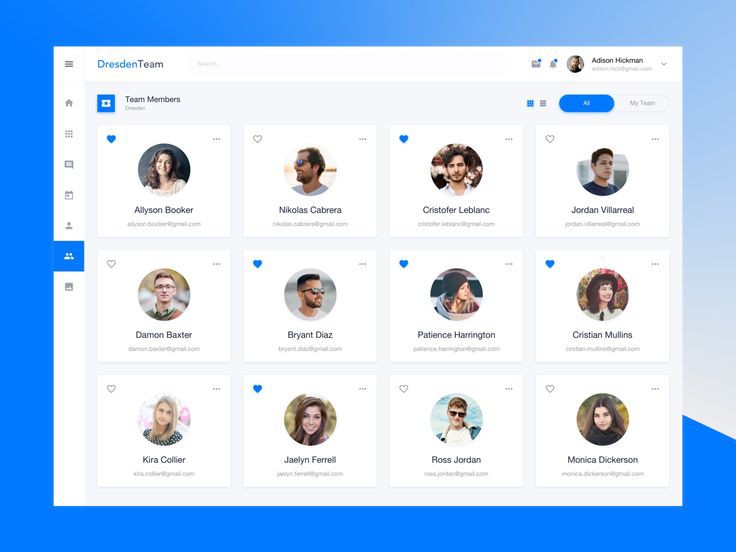 DresdenTeam
Search...
Adison Hickman
adison.hick@gmail.com
Team Members
Dresden
All
My Team
Allyson Booker
allyson.booker@gmail.com
Nikolas Cabrera
nikolas.cabrera@gmail.com
Cristofer Leblanc
cristofer.leblanc@gmail.com
Jordan Villarreal
jordan.villarreal@gmail.com
Damon Baxter
damon.baxter@gmail.com
Bryant Diaz
bryant.diaz@gmail.com
Patience Harrington
patience.harrington@gmail.com
Cristian Mullins
cristian.mullins@gmail.com
Kira Collier
kira.collier@gmail.com
Jaelyn Ferrell
jaelyn.ferrell@gmail.com
Ross Jordan
ross.jordan@gmail.com
Monica Dickerson
monica.dickerson@gmail.com